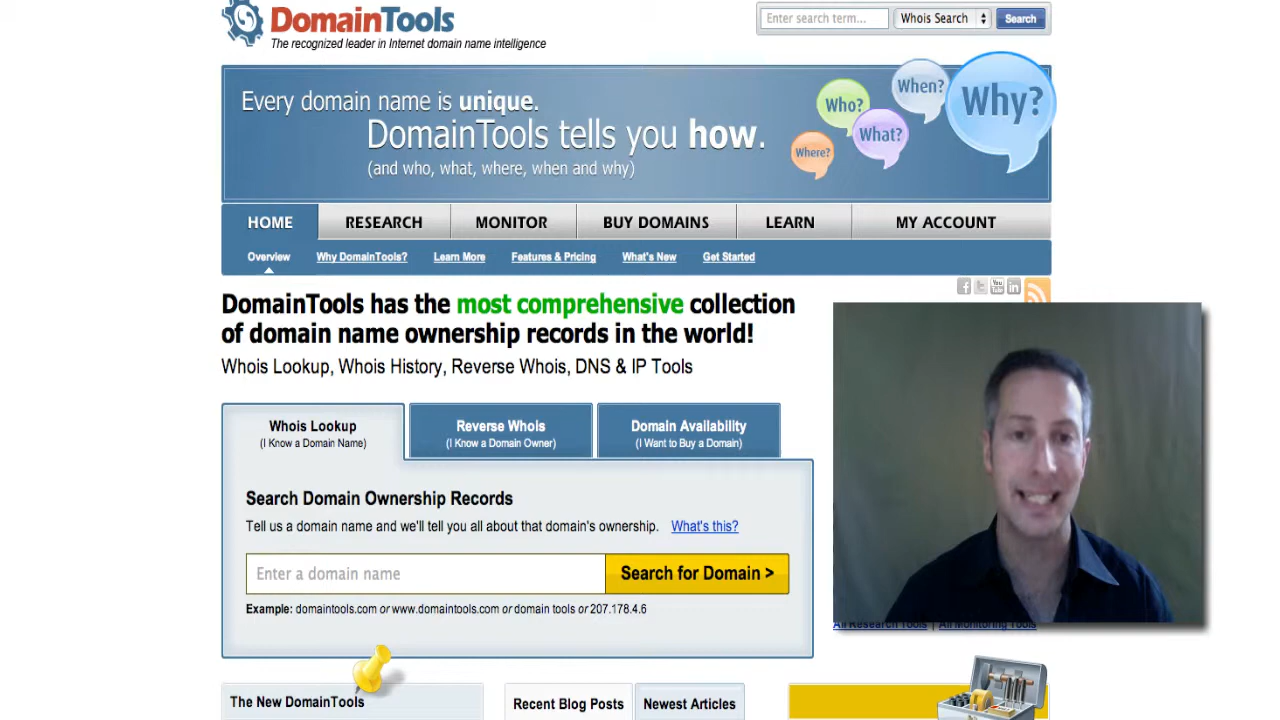 DomainTools
The recognized leader in Internet domain name intelligence
Enter search term...
Whois Search
Search
Every domain name is unique.
DomainTools tells you how.
(and who, what, where, when and why)
Where?
Who?
What?
When?
Why?
HOME
RESEARCH
MONITOR
BUY DOMAINS
LEARN
MY ACCOUNT
Overview
Why DomainTools?
Learn More
Features & Pricing
What's New
Get Started
DomainTools has the most comprehensive collection
of domain name ownership records in the world!
Whois Lookup, Whois History, Reverse Whois, DNS & IP Tools
Whois Lookup
(I Know a Domain Name)
Reverse Whois
(I Know a Domain Owner)
Domain Availability
(I Want to Buy a Domain)
Search Domain Ownership Records
Tell us a domain name and we'll tell you all about that domain's ownership. What's this?
Enter a domain name
Search for Domain >
Example: domaintools.com or www.domaintools.com or domain tools or 207.178.4.6
All Research Tools | All Monitoring Tools
The New DomainTools
Recent Blog Posts
Newest Articles